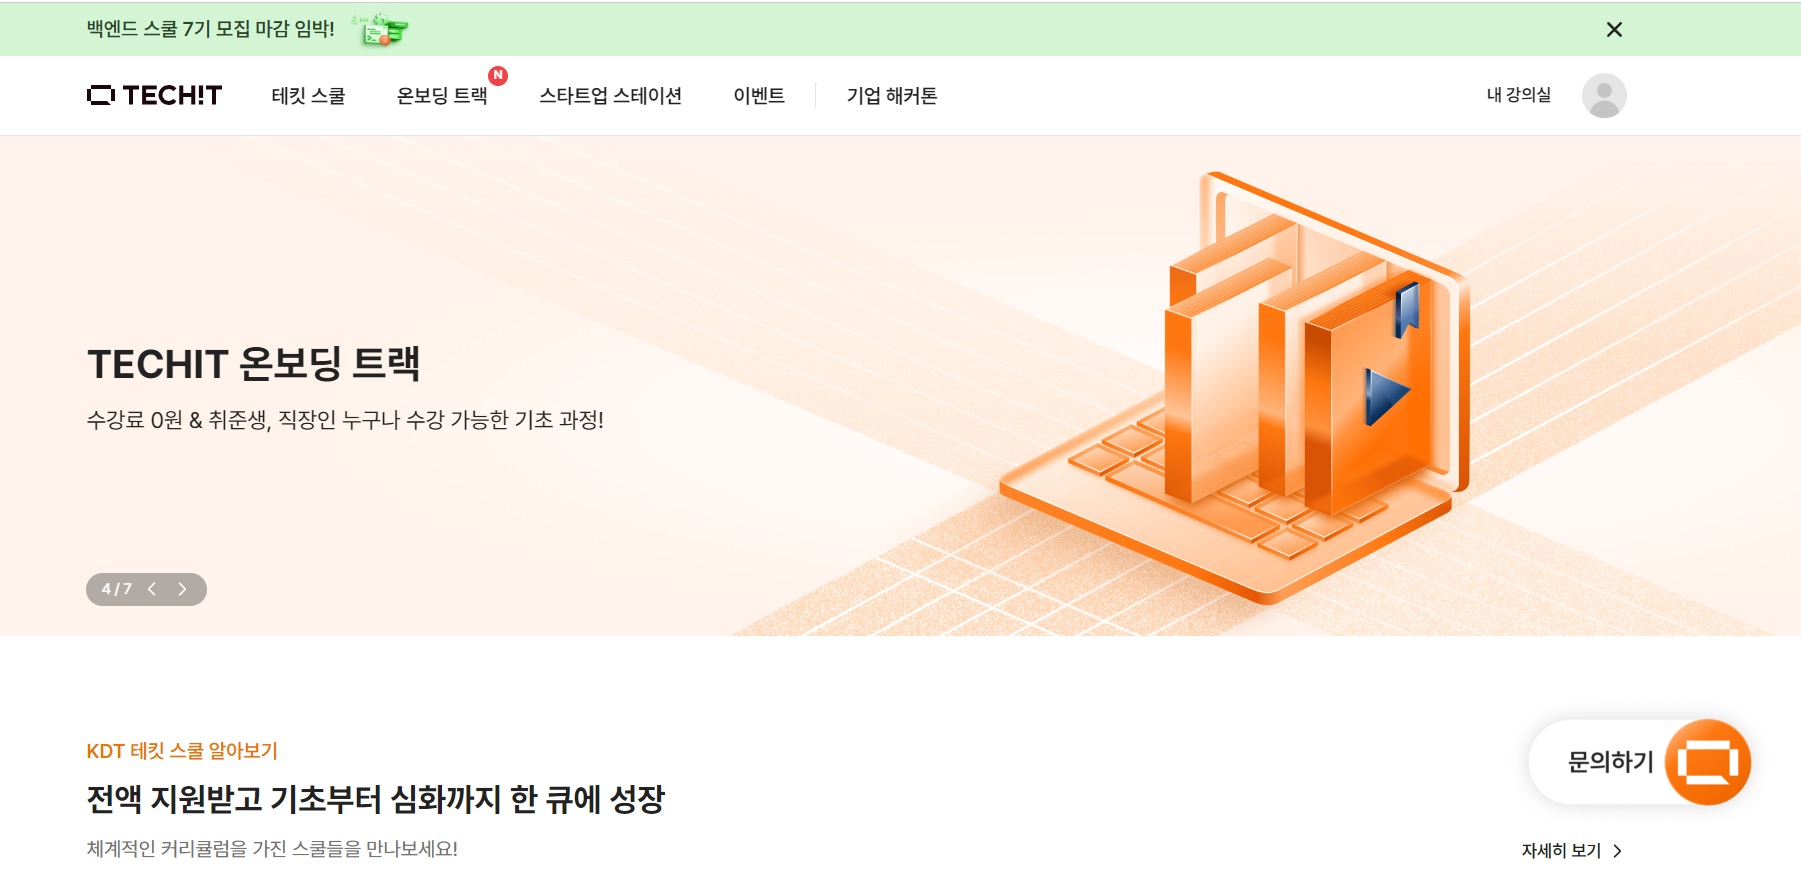 백엔드 스쿨 7기 모집 마감 임박!
TECH!T
테킷 스쿨
온보딩 트랙
N
스타트업 스테이션
이벤트
기업 해커톤
내 강의실
TECHIT 온보딩 트랙
수강료 0원 & 취준생, 직장인 누구나 수강 가능한 기초 과정!
4 / 7
KDT 테킷 스쿨 알아보기
전액 지원받고 기초부터 심화까지 한 큐에 성장
체계적인 커리큘럼을 가진 스쿨들을 만나보세요!
문의하기
자세히 보기